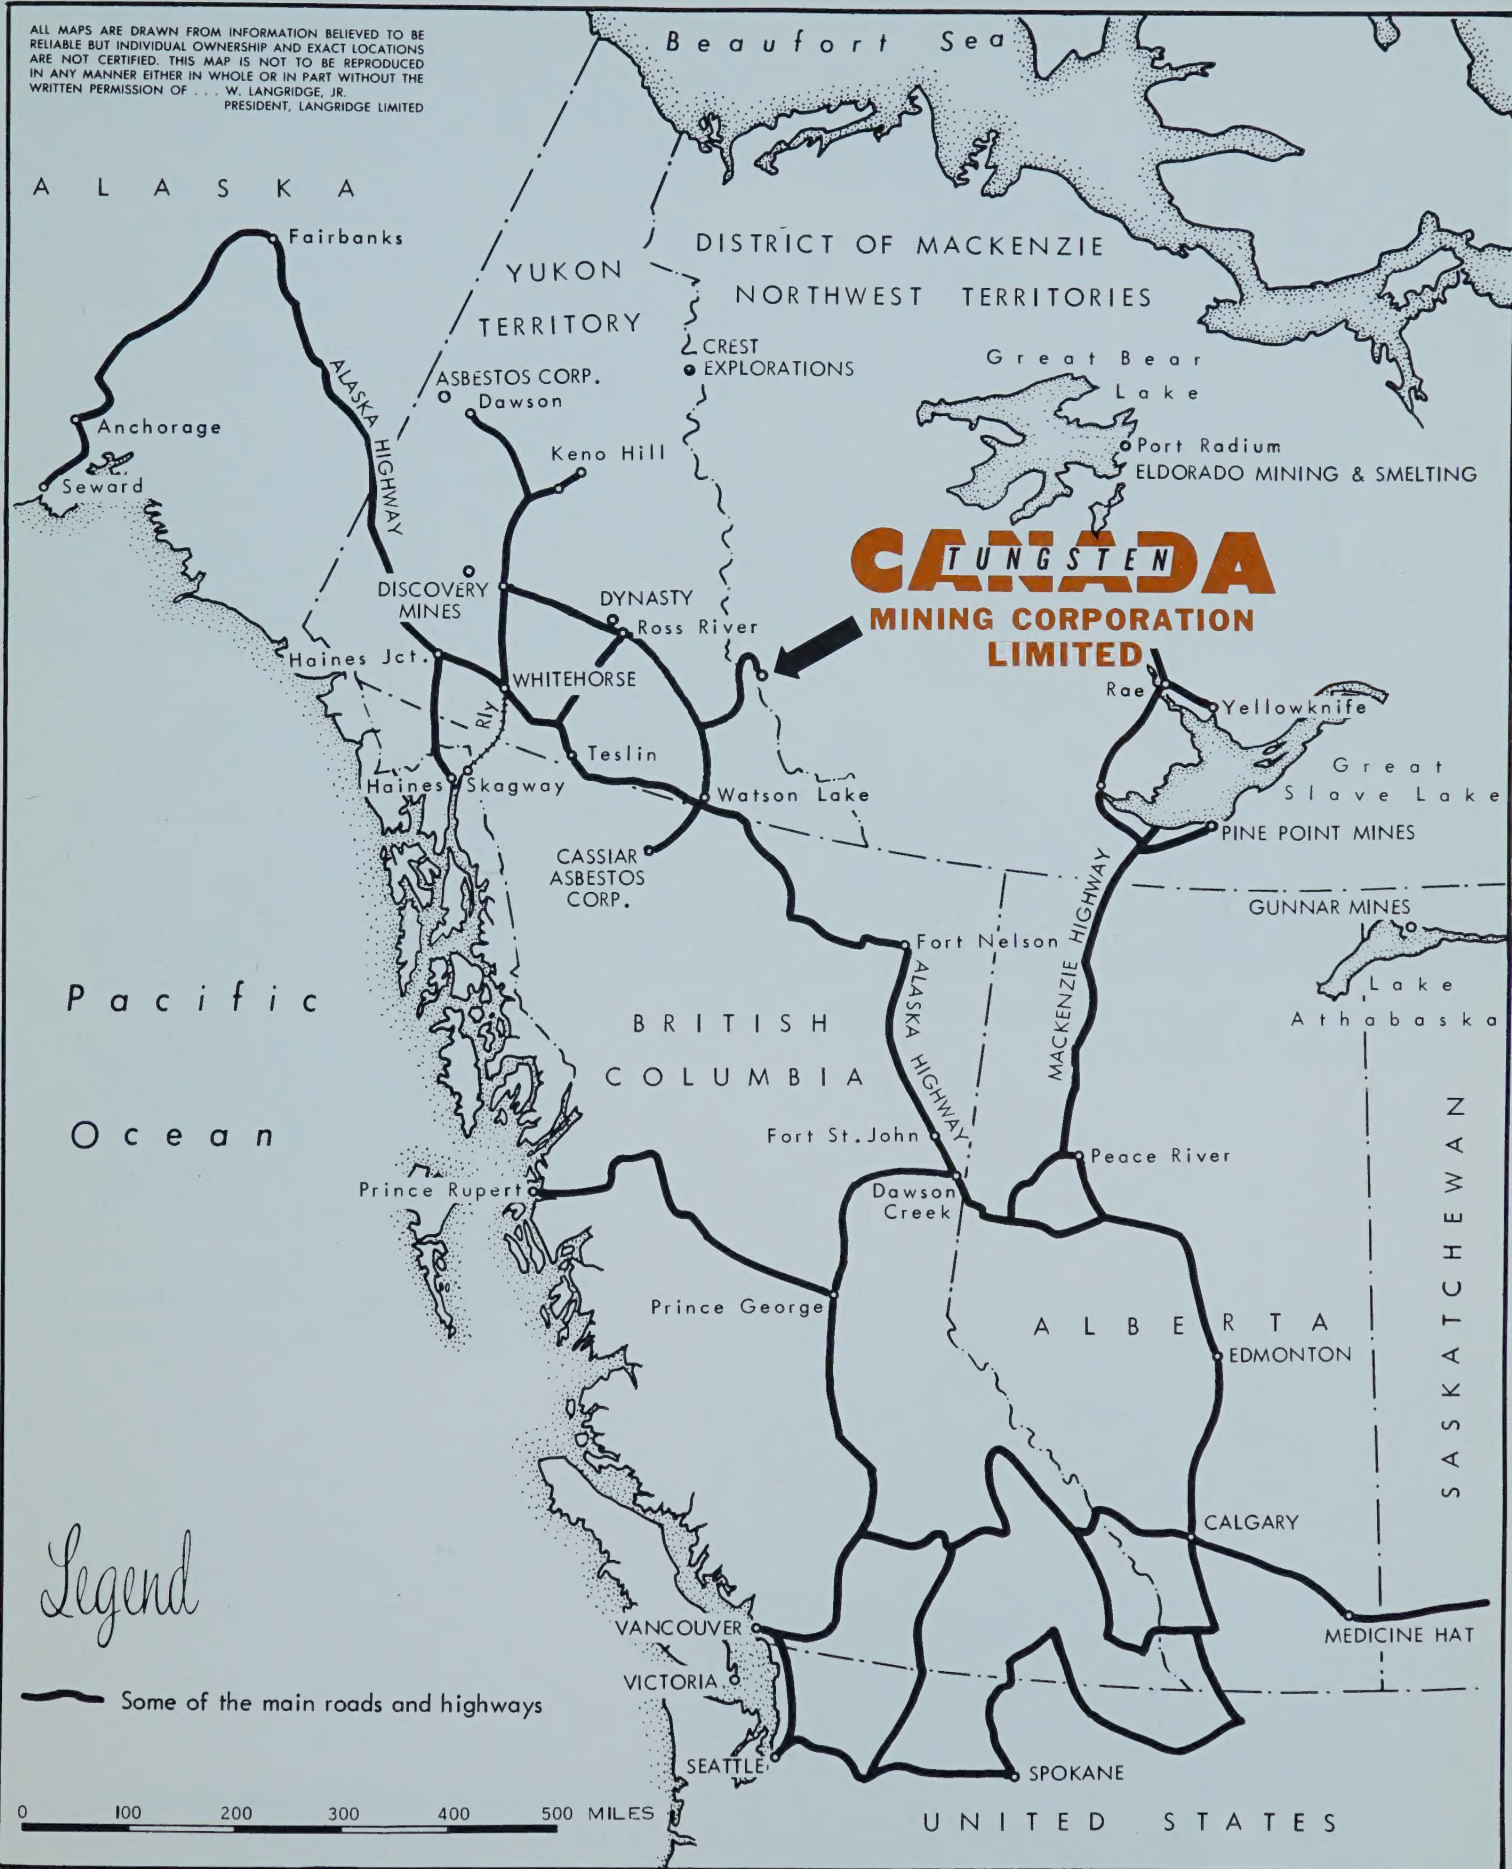 ALL MAPS ARE DRAWN FROM INFORMATION BELIEVED TO BE
RELIABLE BUT INDIVIDUAL OWNERSHIP AND EXACT LOCATIONS
ARE NOT CERTIFIED. THIS MAP IS NOT TO BE REPRODUCED
IN ANY MANNER EITHER IN WHOLE OR IN PART WITHOUT THE
WRITTEN PERMISSION OF . . . W. LANGRIDGE, JR.
PRESIDENT, LANGRIDGE LIMITED
Beaufort Sea
ALASKA
Fairbanks
DISTRICT OF MACKENZIE
NORTHWEST TERRITORIES
YUKON
TERRITORY
CREST
EXPLORATIONS
Great Bear
Lake
ALASKA HIGHWAY
ASBESTOS CORP.
Dawson
Anchorage
Keno Hill
Port Radium
ELDORADO MINING & SMELTING
Seward
CANADA
TUNGSTEN
MINING CORPORATION
LIMITED
DISCOVERY
MINES
DYNASTY
Ross River
Haines Jct.
WHITEHORSE
Rly
Rae
Yellowknife
Teslin
Great
Slave Lake
Haines
Skagway
Watson Lake
PINE POINT MINES
CASSIAR
ASBESTOS
CORP.
GUNNAR MINES
Fort Nelson
MACKENZIE HIGHWAY
ALASKA HIGHWAY
Lake
Athabaska
Pacific
Ocean
BRITISH
COLUMBIA
Fort St. John
Peace River
SASKATCHEWAN
Prince Rupert
Dawson
Creek
Prince George
ALBERTA
EDMONTON
CALGARY
Legend
VANCOUVER
MEDICINE HAT
VICTORIA
Some of the main roads and highways
SEATTLE
SPOKANE
0 100 200 300 400 500 MILES
UNITED STATES